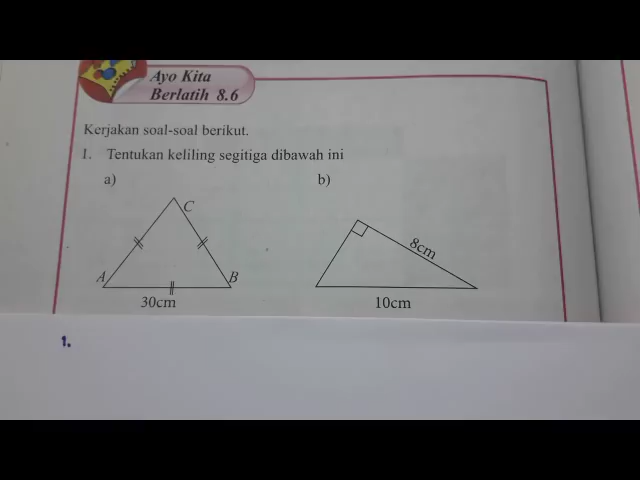 Ayo Kita
Berlatih 8.6
Kerjakan soal-soal berikut.
1. Tentukan keliling segitiga dibawah ini
a)
b)
C
A
B
30cm
8cm
10cm
1.